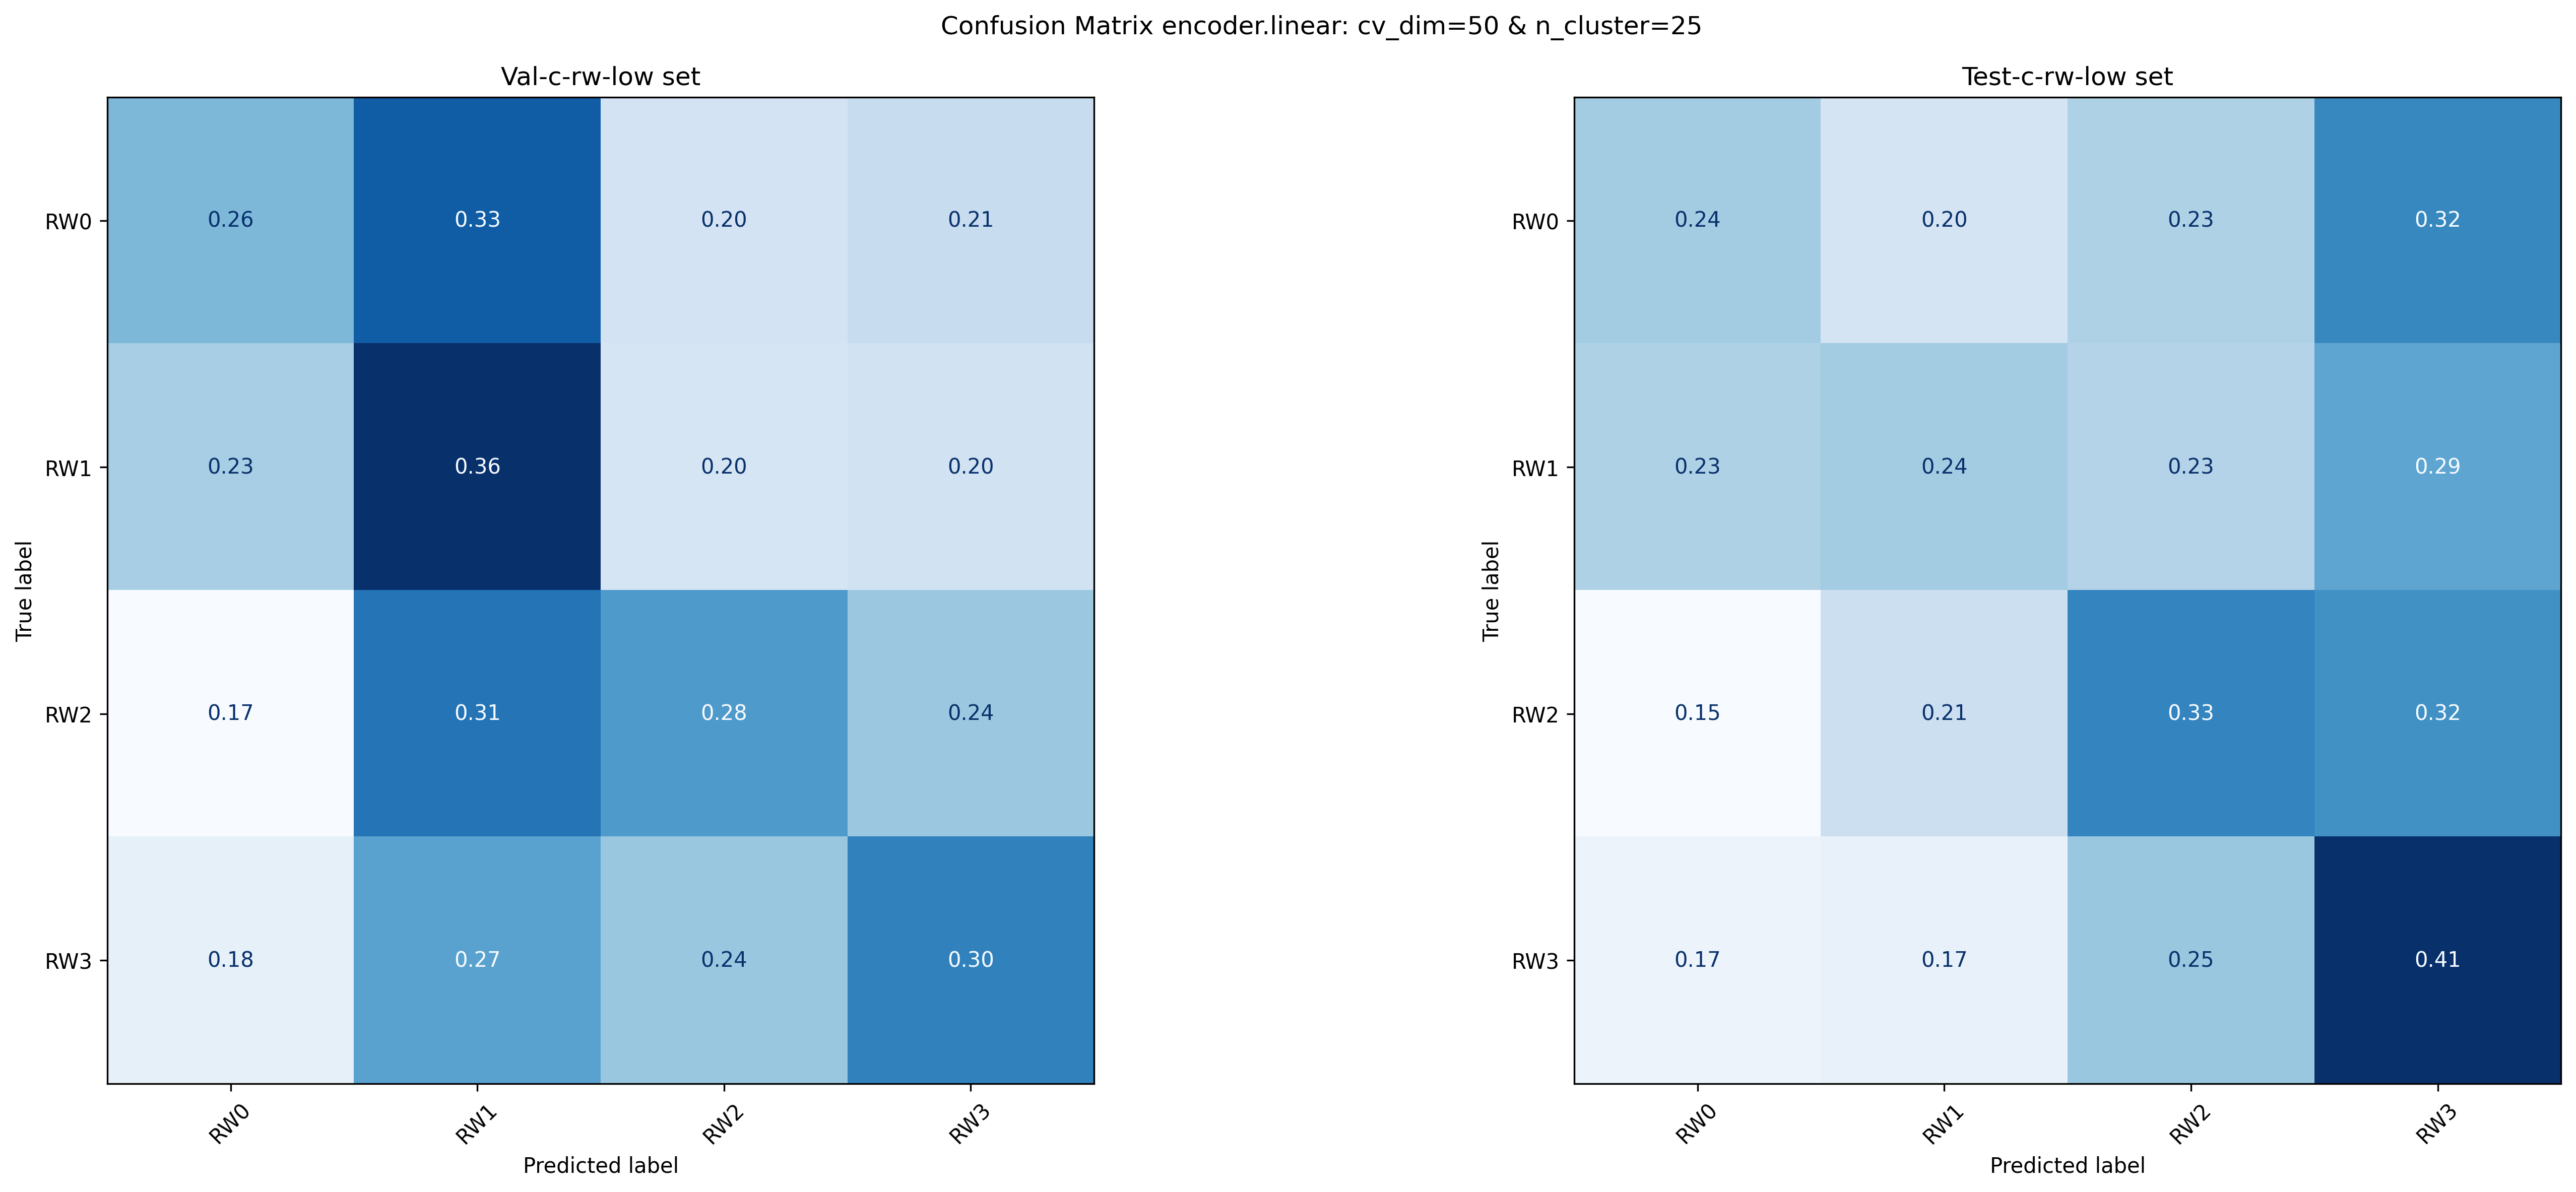 Confusion Matrix encoder.linear: cv_dim=50 & n_cluster=25
Val-c-rw-low set
True label
RW0 0.26 0.33 0.20 0.21
RW1 0.23 0.36 0.20 0.20
RW2 0.17 0.31 0.28 0.24
RW3 0.18 0.27 0.24 0.30
RW0 RW1 RW2 RW3
Predicted label
Test-c-rw-low set
True label
RW0 0.24 0.20 0.23 0.32
RW1 0.23 0.24 0.23 0.29
RW2 0.15 0.21 0.33 0.32
RW3 0.17 0.17 0.25 0.41
RW0 RW1 RW2 RW3
Predicted label